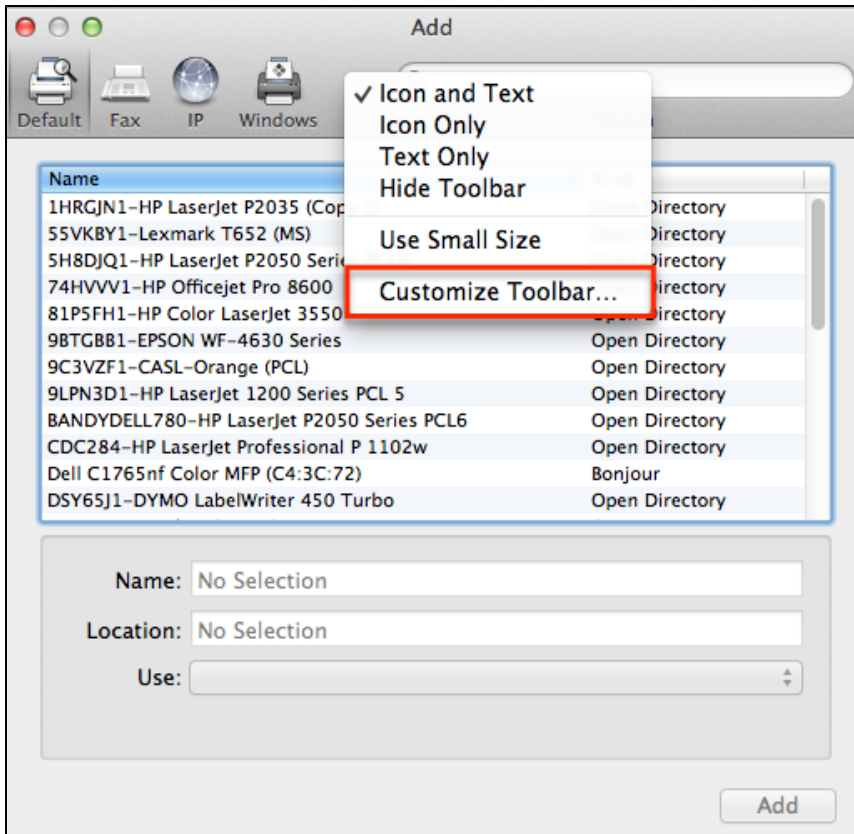 Add
Default Fax IP Windows
✓ Icon and Text
Icon Only
Text Only
Hide Toolbar
Use Small Size
Customize Toolbar...
Name
1HRGJN1-HP LaserJet P2035 (Cop Directory
55VKBY1-Lexmark T652 (MS) Open Directory
5H8DJQ1-HP LaserJet P2050 Serie Open Directory
74HVVV1-HP Officejet Pro 8600 Directory
81P5FH1-HP Color LaserJet 3550 Open Directory
9BTGBB1-EPSON WF-4630 Series Open Directory
9C3VZF1-CASL-Orange (PCL) Open Directory
9LPN3D1-HP LaserJet 1200 Series PCL 5 Open Directory
BANDYDELL780-HP LaserJet P2050 Series PCL6 Open Directory
CDC284-HP LaserJet Professional P 1102w Open Directory
Dell C1765nf Color MFP (C4:3C:72) Bonjour
DSY65J1-DYMO LabelWriter 450 Turbo Open Directory
Name: No Selection
Location: No Selection
Use:
Add